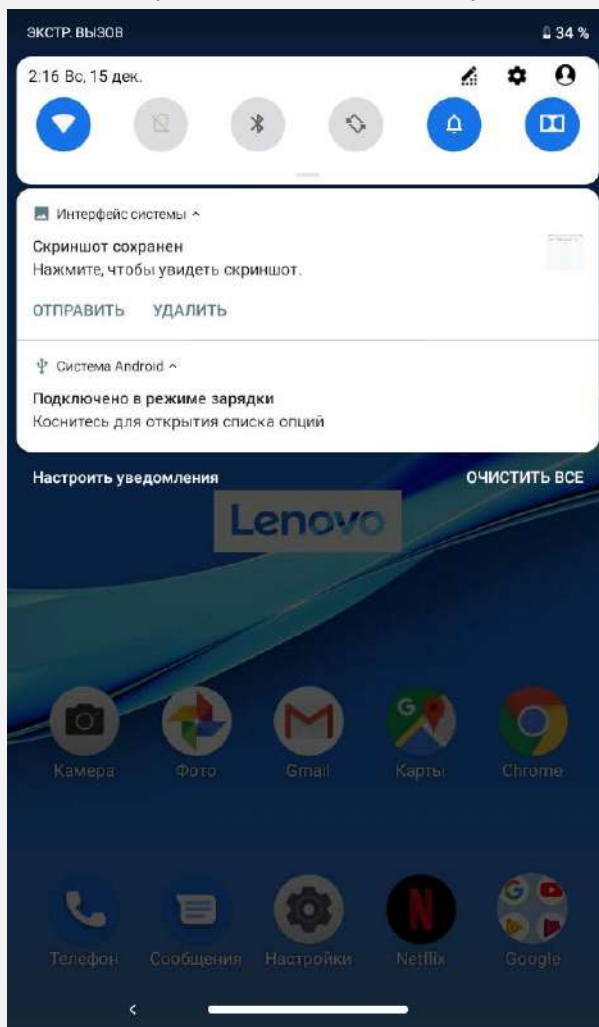 ЭКСТР. ВЫЗОВ
34 %
2:16 Вс, 15 дек.
Интерфейс системы
Скриншот сохранен
Нажмите, чтобы увидеть скриншот.
ОТПРАВИТЬ УДАЛИТЬ
Система Android
Подключено в режиме зарядки
Коснитесь для открытия списка опций
Настроить уведомления ОЧИСТИТЬ ВСЕ
Lenovo
Камера Фото Gmail Карты Chrome
Телефон Сообщения Настройки Netflix Google